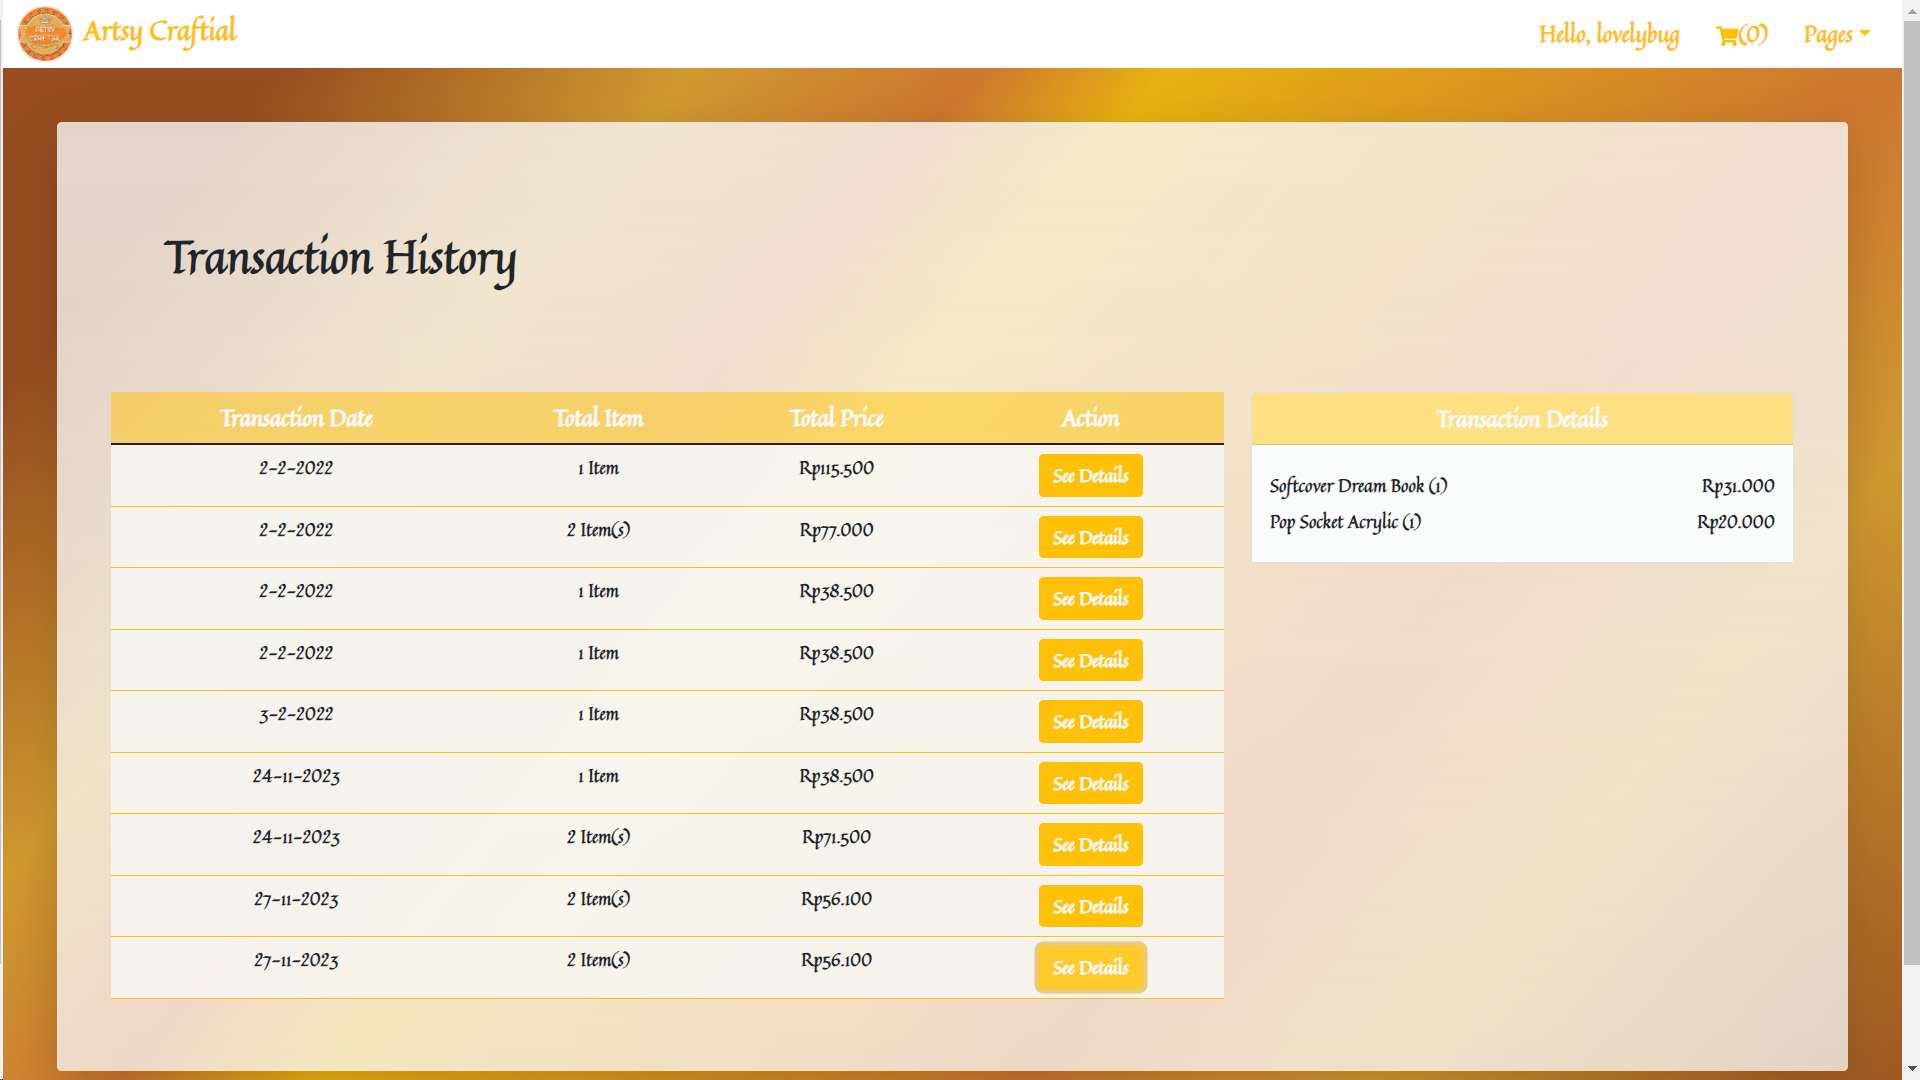 ARTSY
CRAFTIAL
Artsy Craftial
Hello, lovelybug
(0)
Pages
Transaction History
Transaction Date Total Item Total Price Action
2-2-2022 1 Item Rp115.500 See Details
2-2-2022 2 Item(s) Rp77.000 See Details
2-2-2022 1 Item Rp38.500 See Details
2-2-2022 1 Item Rp38.500 See Details
3-2-2022 1 Item Rp38.500 See Details
24-11-2023 1 Item Rp38.500 See Details
24-11-2023 2 Item(s) Rp71.500 See Details
27-11-2023 2 Item(s) Rp56.100 See Details
27-11-2023 2 Item(s) Rp56.100 See Details
Transaction Details
Softcover Dream Book (1) Rp31.000
Pop Socket Acrylic (1) Rp20.000